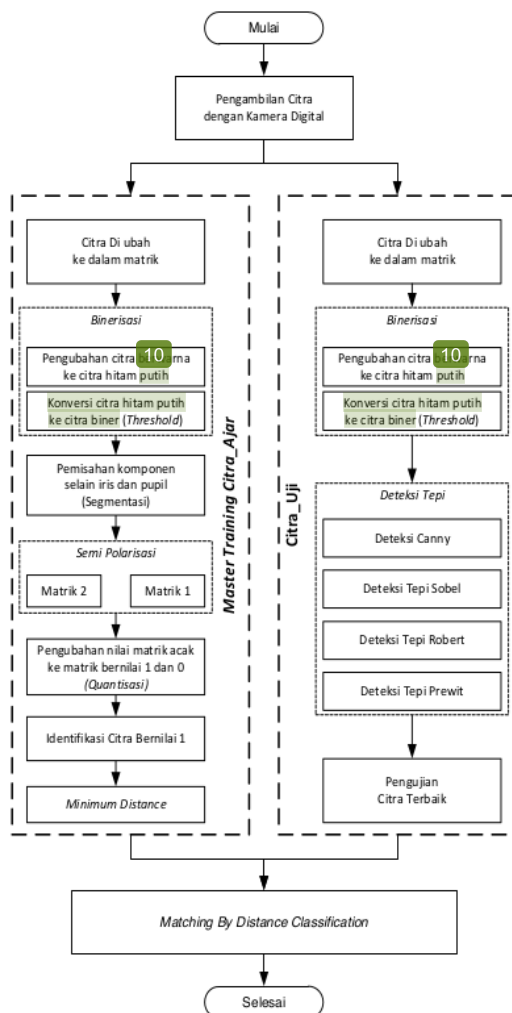 Mulai
Pengambilan Citra
dengan Kamera Digital
Citra Di ubah
ke dalam matrik
Binerisasi
Pengubahan citra
10
ke citra hitam putih
Konversi citra hitam putih
ke citra biner (Threshold)
Pemisahan komponen
selain iris dan pupil
(Segmentasi)
Semi Polarisasi
Matrik 2
Matrik 1
Pengubahan nilai matrik acak
ke matrik bernilai 1 dan 0
(Quantisasi)
Identifikasi Citra Bernilai 1
Minimum Distance
Master Training Citra_Ajar
Citra_Uji
Citra Di ubah
ke dalam matrik
Binerisasi
Pengubahan citra
10
ke citra hitam putih
Konversi citra hitam putih
ke citra biner (Threshold)
Deteksi Tepi
Deteksi Canny
Deteksi Tepi Sobel
Deteksi Tepi Robert
Deteksi Tepi Prewit
Pengujian
Citra Terbaik
Matching By Distance Classification
Selesai